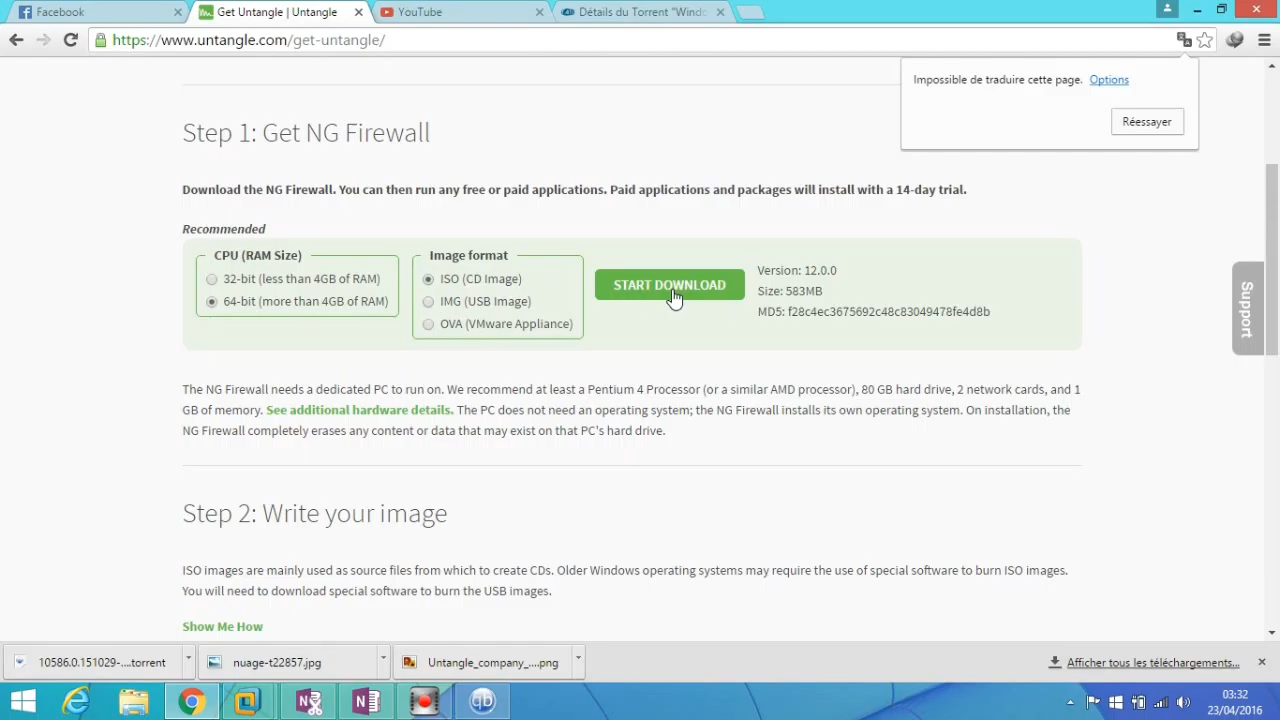 Facebook
Get Untangle | Untangle
YouTube
Détails du Torrent "Windo
https://www.untangle.com/get-untangle/
Impossible de traduire cette page. Options
Réessayer
Step 1: Get NG Firewall
Download the NG Firewall. You can then run any free or paid applications. Paid applications and packages will install with a 14-day trial.
Recommended
CPU (RAM Size)
32-bit (less than 4GB of RAM)
64-bit (more than 4GB of RAM)
Image format
ISO (CD Image)
IMG (USB Image)
OVA (VMware Appliance)
START DOWNLOAD
Version: 12.0.0
Size: 583MB
MD5: f28c4ec3675692c48c83049478fe4d8b
Support
The NG Firewall needs a dedicated PC to run on. We recommend at least a Pentium 4 Processor (or a similar AMD processor), 80 GB hard drive, 2 network cards, and 1
GB of memory. See additional hardware details. The PC does not need an operating system; the NG Firewall installs its own operating system. On installation, the
NG Firewall completely erases any content or data that may exist on that PC's hard drive.
Step 2: Write your image
ISO images are mainly used as source files from which to create CDs. Older Windows operating systems may require the use of special software to burn ISO images.
You will need to download special software to burn the USB images.
Show Me How
10586.0.151029-....torrent
nuage-t22857.jpg
Untangle_company_....png
Afficher tous les téléchargements...
03:32
23/04/2016